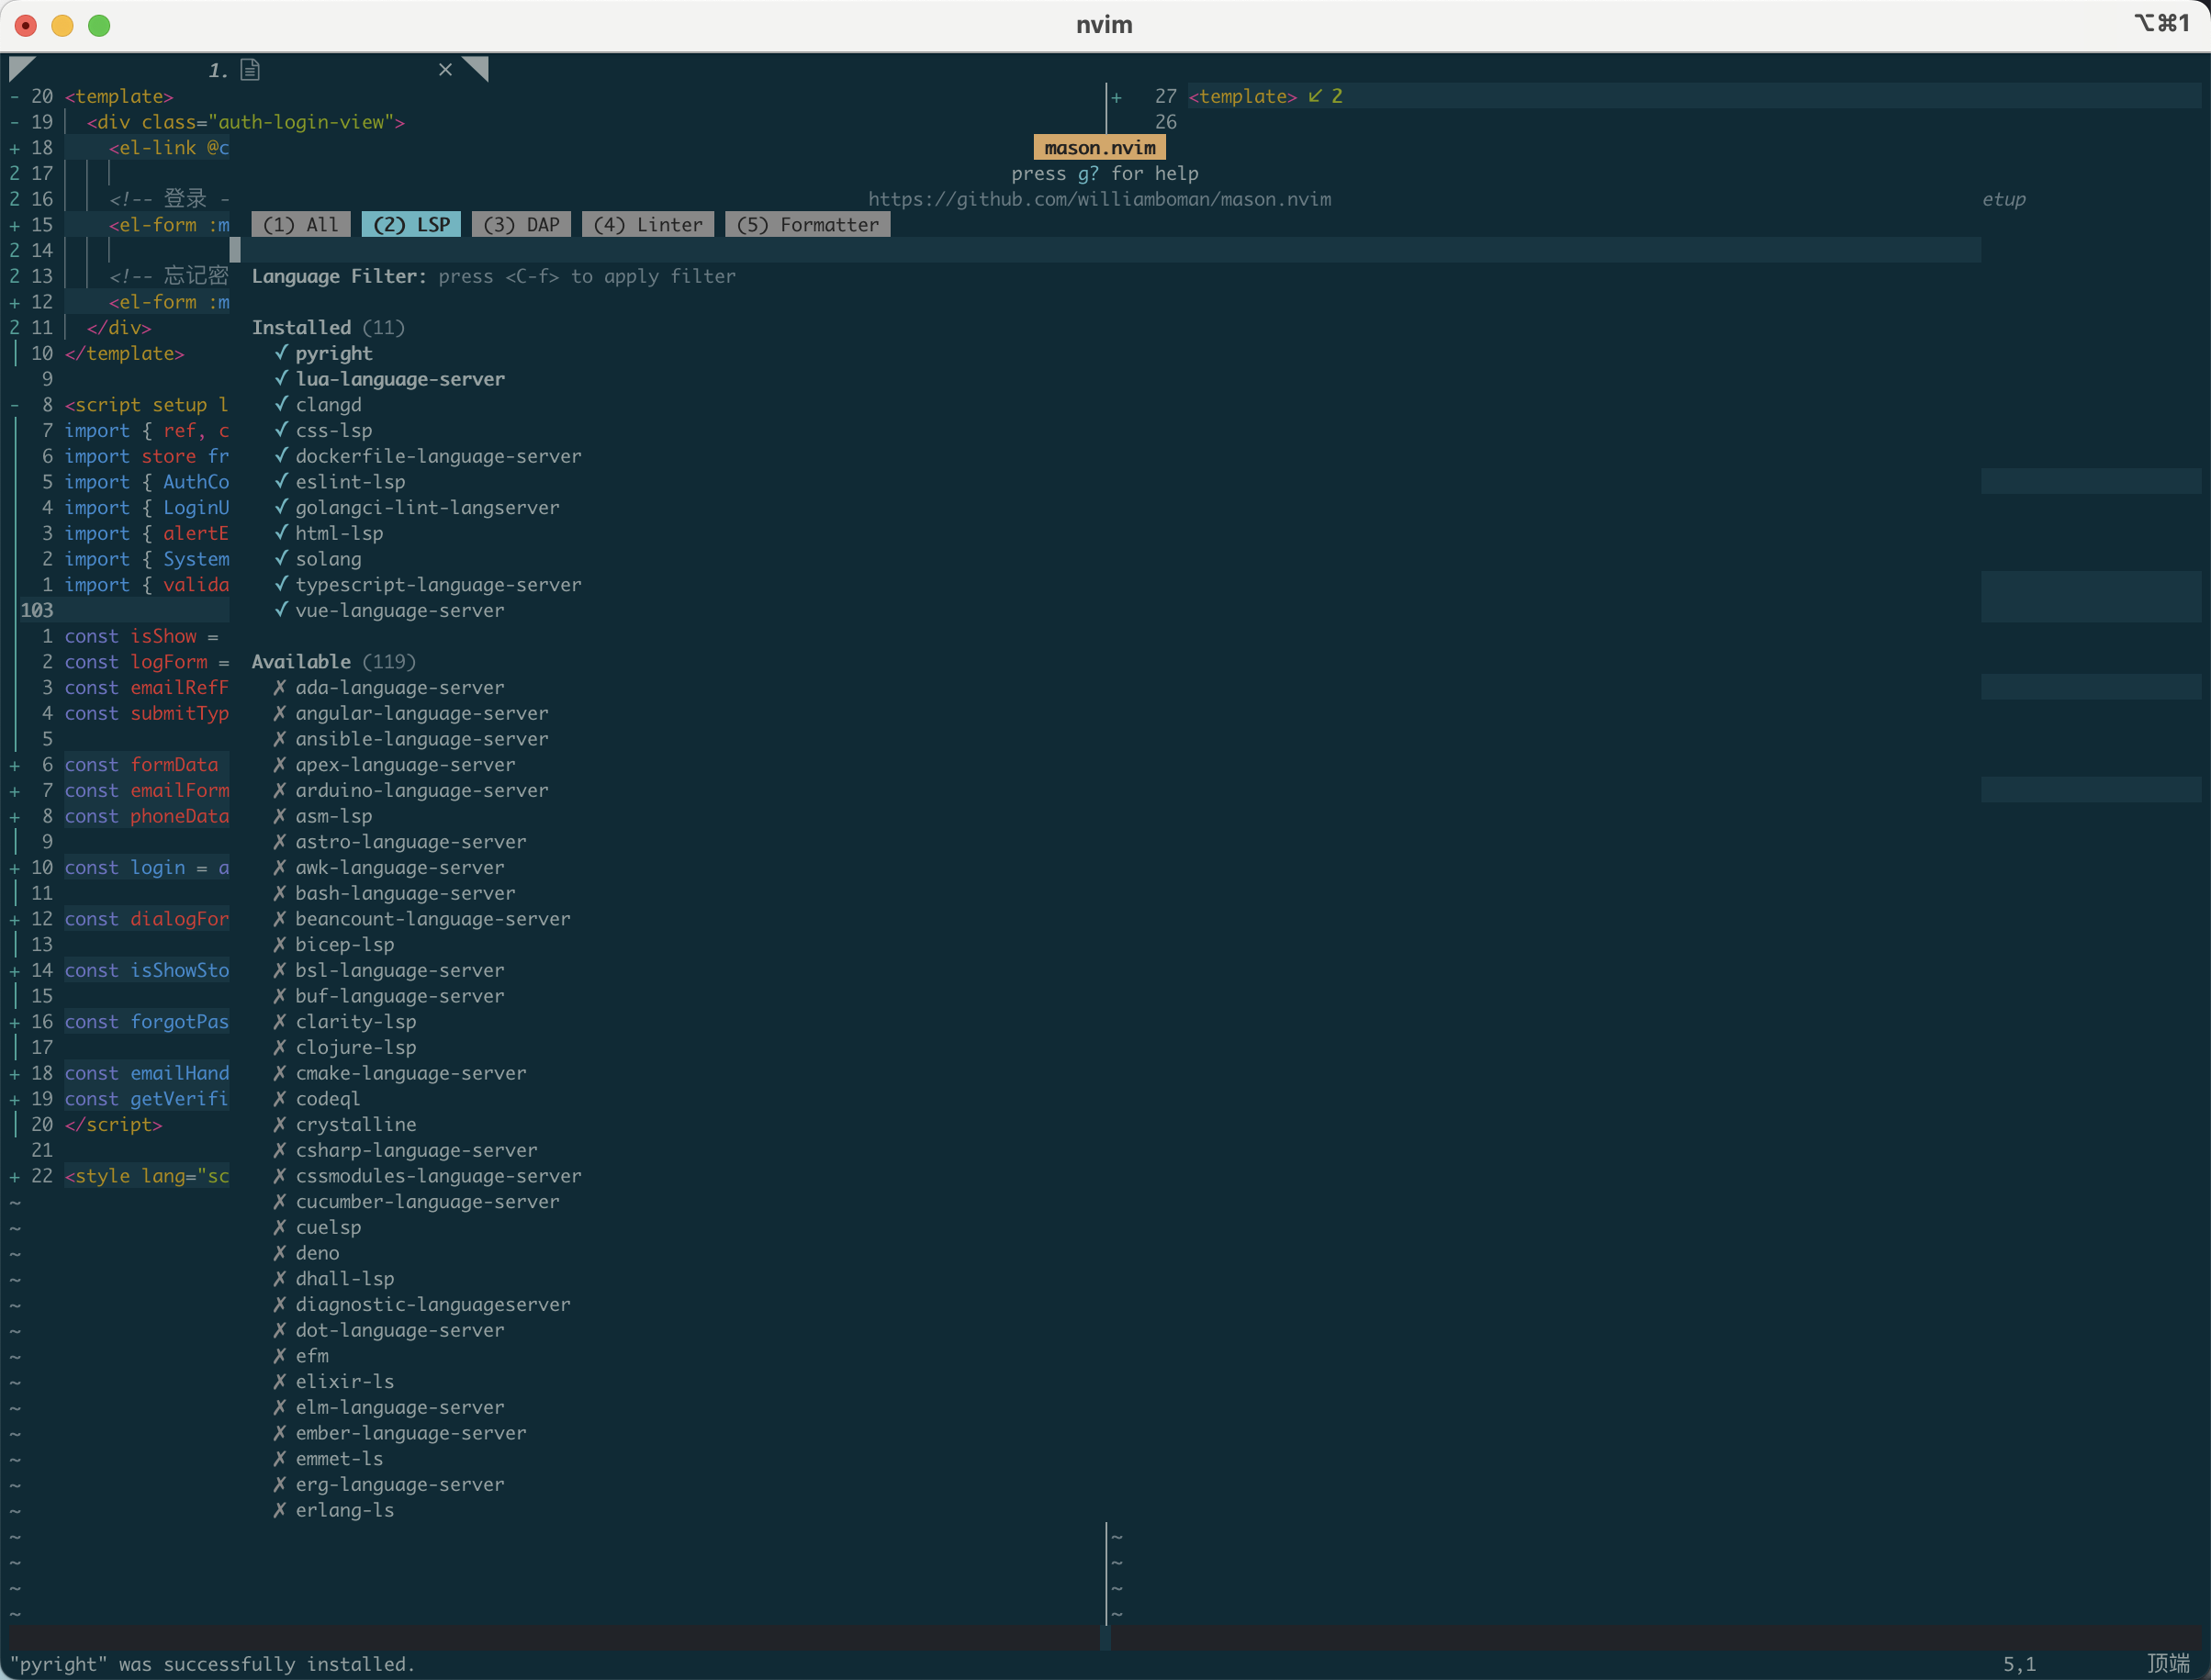 nvim
⌥⌘1
1.
- 20 <template>
+ 27 <template> ↙ 2
- 19 <div class="auth-login-view">
26
+ 18 <el-link @c
mason.nvim
2 17
press g? for help
2 16 <!-- 登录 -
https://github.com/williamboman/mason.nvim
etup
+ 15 <el-form :m
(1) All (2) LSP (3) DAP (4) Linter (5) Formatter
2 14
2 13 <!-- 忘记密
Language Filter: press <C-f> to apply filter
+ 12 <el-form :m
2 11 </div>
Installed (11)
10 </template>
✓ pyright
9
✓ lua-language-server
- 8 <script setup l
✓ clangd
7 import { ref, c
✓ css-lsp
6 import store fr
✓ dockerfile-language-server
5 import { AuthCo
✓ eslint-lsp
4 import { LoginU
✓ golangci-lint-langserver
3 import { alertE
✓ html-lsp
2 import { System
✓ solang
1 import { valida
✓ typescript-language-server
103
✓ vue-language-server
1 const isShow =
2 const logForm =
Available (119)
3 const emailRefF
✗ ada-language-server
4 const submitTyp
✗ angular-language-server
5
✗ ansible-language-server
+ 6 const formData
✗ apex-language-server
+ 7 const emailForm
✗ arduino-language-server
+ 8 const phoneData
✗ asm-lsp
9
✗ astro-language-server
+ 10 const login = a
✗ awk-language-server
11
✗ bash-language-server
+ 12 const dialogFor
✗ beancount-language-server
13
✗ bicep-lsp
+ 14 const isShowSto
✗ bsl-language-server
15
✗ buf-language-server
+ 16 const forgotPas
✗ clarity-lsp
17
✗ clojure-lsp
+ 18 const emailHand
✗ cmake-language-server
+ 19 const getVerifi
✗ codeql
20 </script>
✗ crystalline
21
✗ csharp-language-server
+ 22 <style lang="sc
✗ cssmodules-language-server
~
✗ cucumber-language-server
~
✗ cuelsp
~
✗ deno
~
✗ dhall-lsp
~
✗ diagnostic-languageserver
~
✗ dot-language-server
~
✗ efm
~
✗ elixir-ls
~
✗ elm-language-server
~
✗ ember-language-server
~
✗ emmet-ls
~
✗ erg-language-server
~
✗ erlang-ls
~ ~
~ ~
~ ~
~ ~
"pyright" was successfully installed.
5,1
顶端